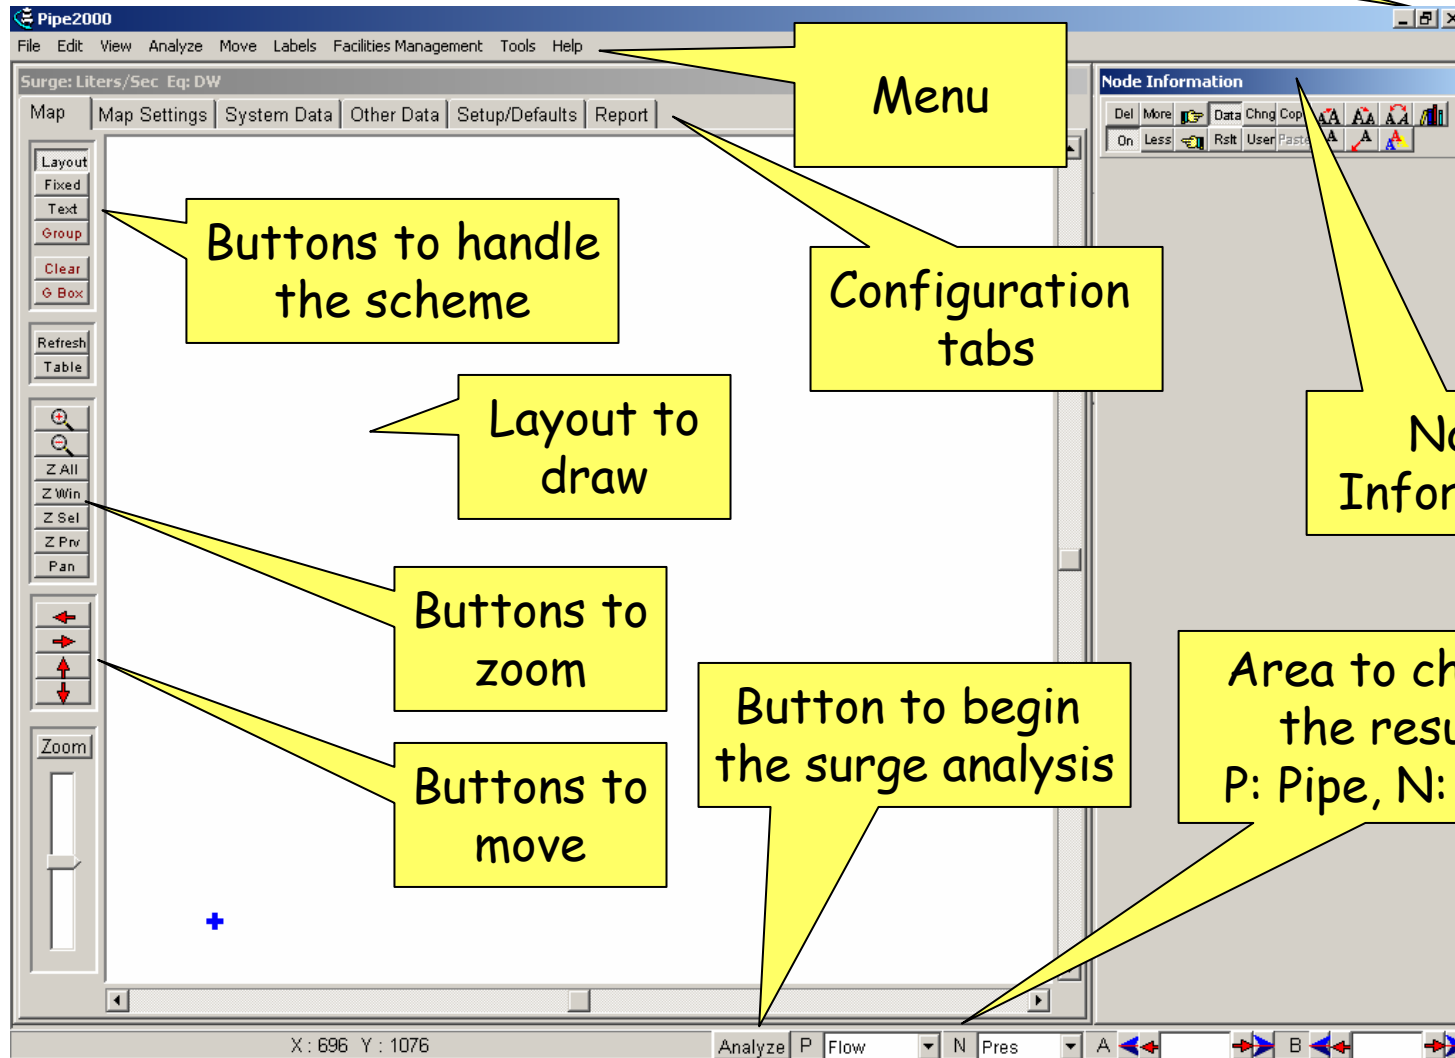 Pipe2000
File Edit View Analyze Move Labels Facilities Management Tools Help
Surge: Liters/Sec Eq: DW
Map Map Settings System Data Other Data Setup/Defaults Report
Layout
Fixed
Text
Group
Clear
G Box
Refresh
Table
Z All
Z Win
Z Sel
Z Prv
Pan
Zoom
Menu
Buttons to handle
the scheme
Configuration
tabs
Layout to
draw
Buttons to
zoom
Buttons to
move
Button to begin
the surge analysis
Node Information
Del More Data Chng
On Less Rslt User Paste
Area to
the
P: Pipe, N:
X : 696 Y : 1076
Analyze P Flow N Pres A B